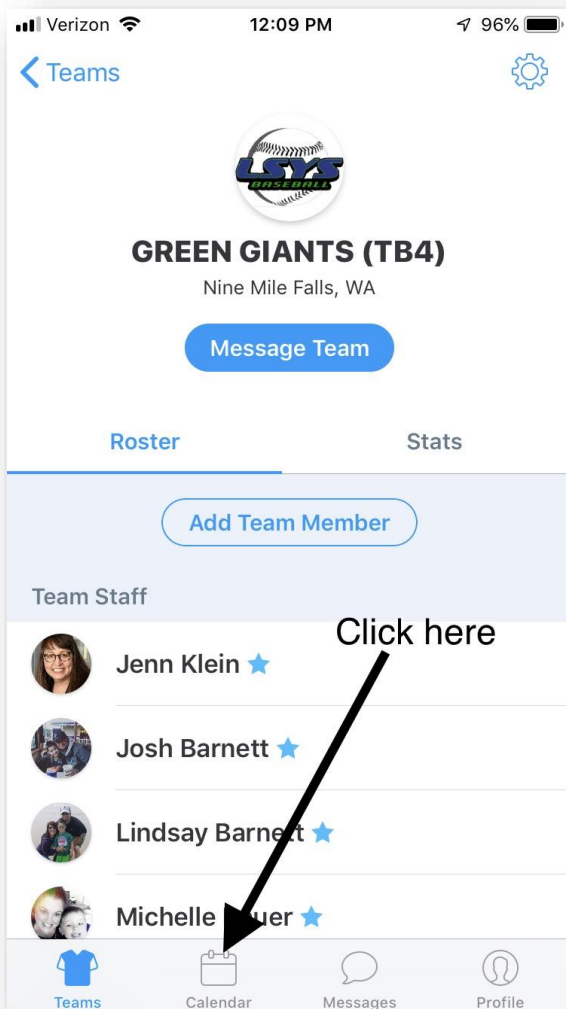 Verizon 12:09 PM 96%
Teams
LSYS
BASEBALL
GREEN GIANTS (TB4)
Nine Mile Falls, WA
Message Team
Roster Stats
Add Team Member
Team Staff
Click here
Jenn Klein
Josh Barnett
Lindsay Barnett
Michelle
Teams Calendar Messages Profile